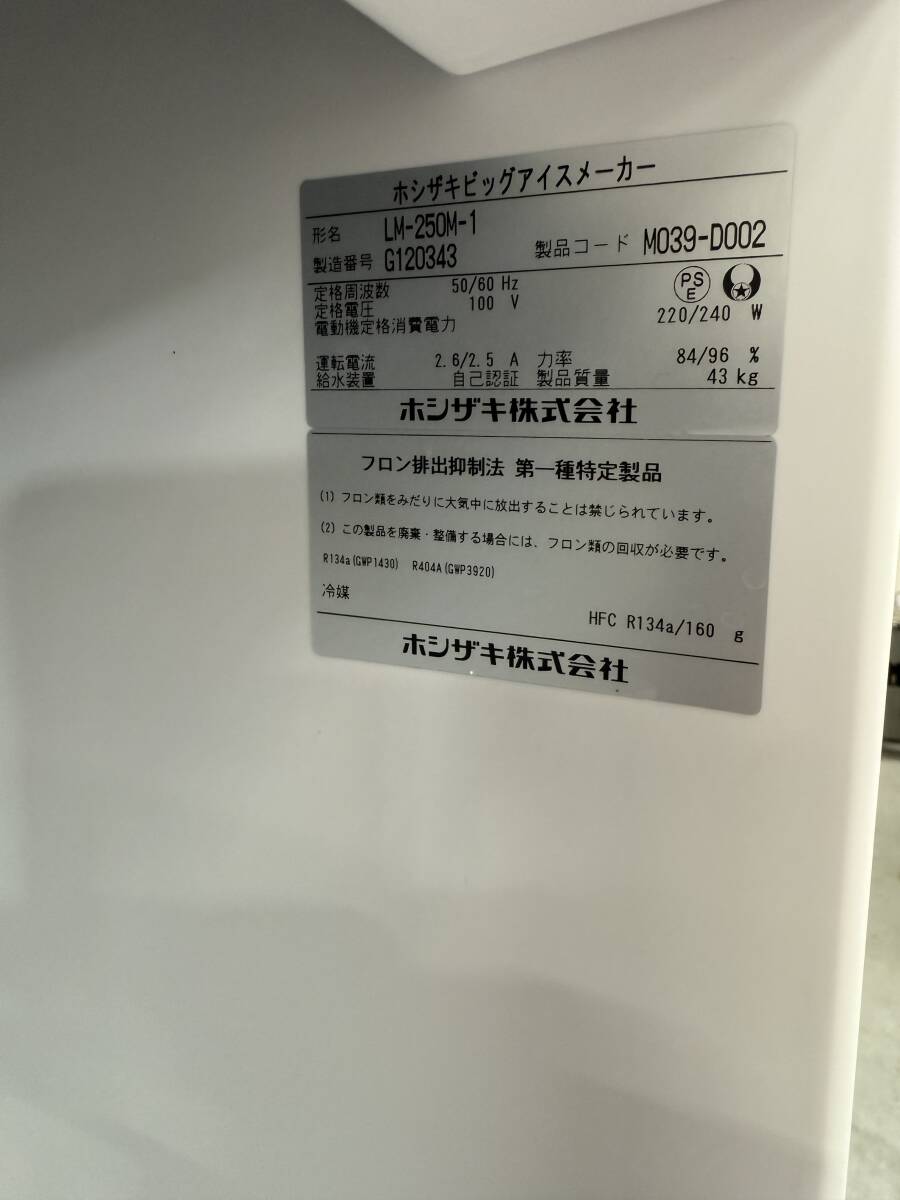 ホシザキビッグアイスメーカー
形名 LM-250M-1
製造番号 G120343 製品コード M039-D002
定格周波数 50/60 Hz
定格電圧 100 V
電動機定格消費電力 220/240 W
PS
E
運転電流 2.6/2.5 A 力率 84/96 %
給水装置 自己認証 製品質量 43 kg
ホシザキ株式会社
フロン排出抑制法 第一種特定製品
(1) フロン類をみだりに大気中に放出することは禁じられています。
(2) この製品を廃棄・整備する場合には、フロン類の回収が必要です。
R134a(GWP1430) R404A(GWP3920)
冷媒 HFC R134a/160 g
ホシザキ株式会社